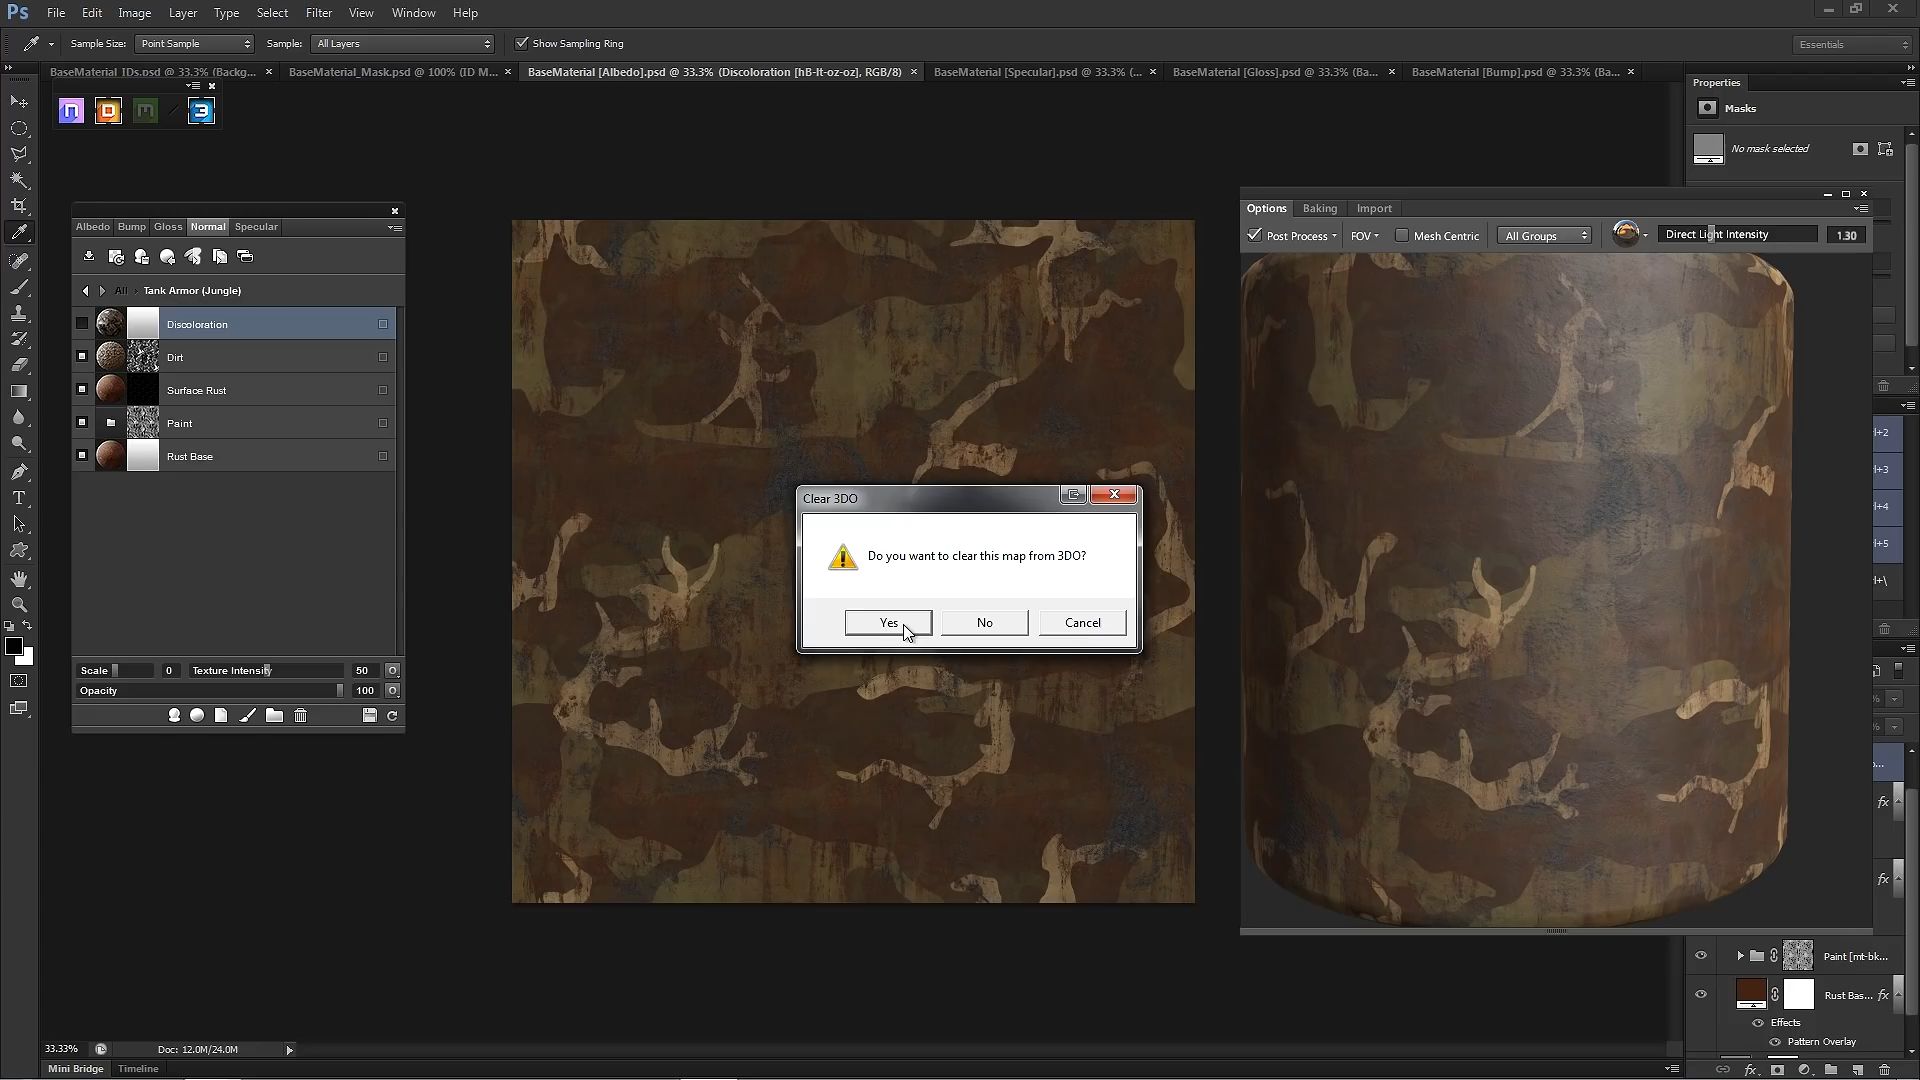 Ps File Edit Image Layer Type Select Filter View Window Help
Sample Size: Point Sample Sample: All Layers Show Sampling Ring Essentials
BaseMaterial_IDs.psd @ 33.3% (Backg... BaseMaterial_Mask.psd @ 100% (ID M... BaseMaterial [Albedo].psd @ 33.3% (Discoloration [hB-lt-oz-oz], RGB/8) BaseMaterial [Specular].psd @ 33.3% (... BaseMaterial [Gloss].psd @ 33.3% (Ba... BaseMaterial [Bump].psd @ 33.3% (Ba...
Properties
Masks
No mask selected
Albedo Bump Gloss Normal Specular
All Tank Armor (Jungle)
Discoloration
Dirt
Surface Rust
Paint
Rust Base
Scale 0 Texture Intensity 50
Opacity 100
Clear 3DO
Do you want to clear this map from 3DO?
Yes No Cancel
Options Baking Import
Post Process FOV Mesh Centric All Groups Direct Light Intensity 1.30
l+2
l+3
l+4
l+5
l+\
Paint [mt-bk...
Rust Bas... fx
Effects
Pattern Overlay
33.33% Doc: 12.0M/24.0M
Mini Bridge Timeline